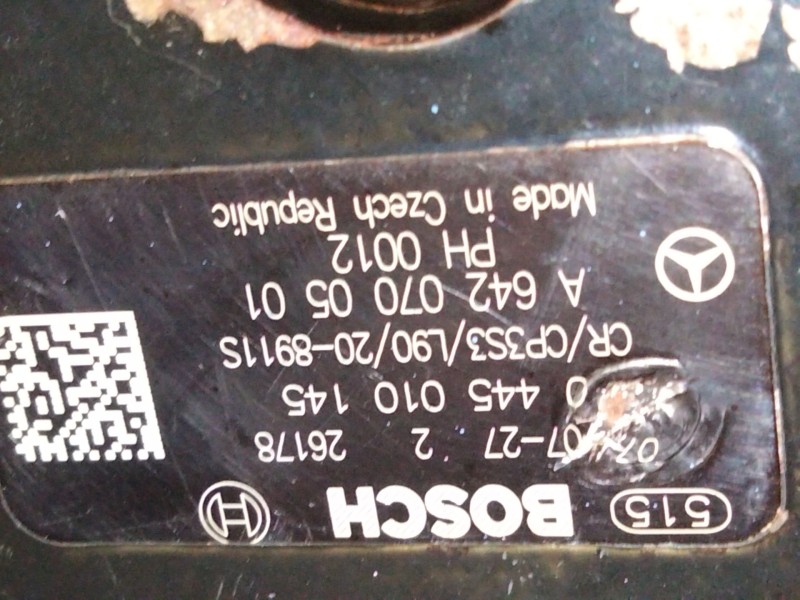 515 BOSCH
07-07-27 2 26178
0 445 010 145
CR/CP3S3/L90/20-8911S
A 642 070 05 01
PH 0012
Made in Czech Republic